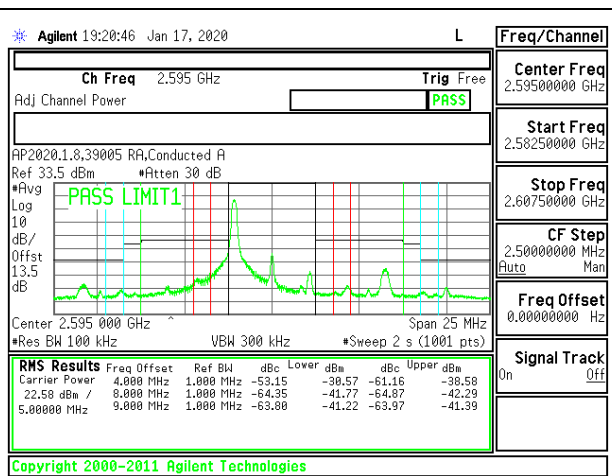 Agilent 19:20:46 Jan 17, 2020 L
Freq/Channel
Ch Freq 2.595 GHz Trig Free
Adj Channel Power PASS
AP2020.1.8,39005 RA,Conducted A
Ref 33.5 dBm #Atten 30 dB
#Avg
Log
10
dB/
Offst
13.5
dB
PASS LIMIT1
Center 2.595 000 GHz ^ Span 25 MHz
#Res BW 100 kHz VBW 300 kHz #Sweep 2 s (1001 pts)
RMS Results Freq Offset Ref BW dBc Lower dBm dBc Upper dBm
Carrier Power 4.000 MHz 1.000 MHz -53.15 -30.57 -61.16 -38.58
22.58 dBm / 8.000 MHz 1.000 MHz -64.35 -41.77 -64.87 -42.29
5.00000 MHz 9.000 MHz 1.000 MHz -63.80 -41.22 -63.97 -41.39
Copyright 2000-2011 Agilent Technologies
Center Freq
2.59500000 GHz
Start Freq
2.58250000 GHz
Stop Freq
2.60750000 GHz
CF Step
2.50000000 MHz
Auto Man
Freq Offset
0.00000000 Hz
Signal Track
On Off